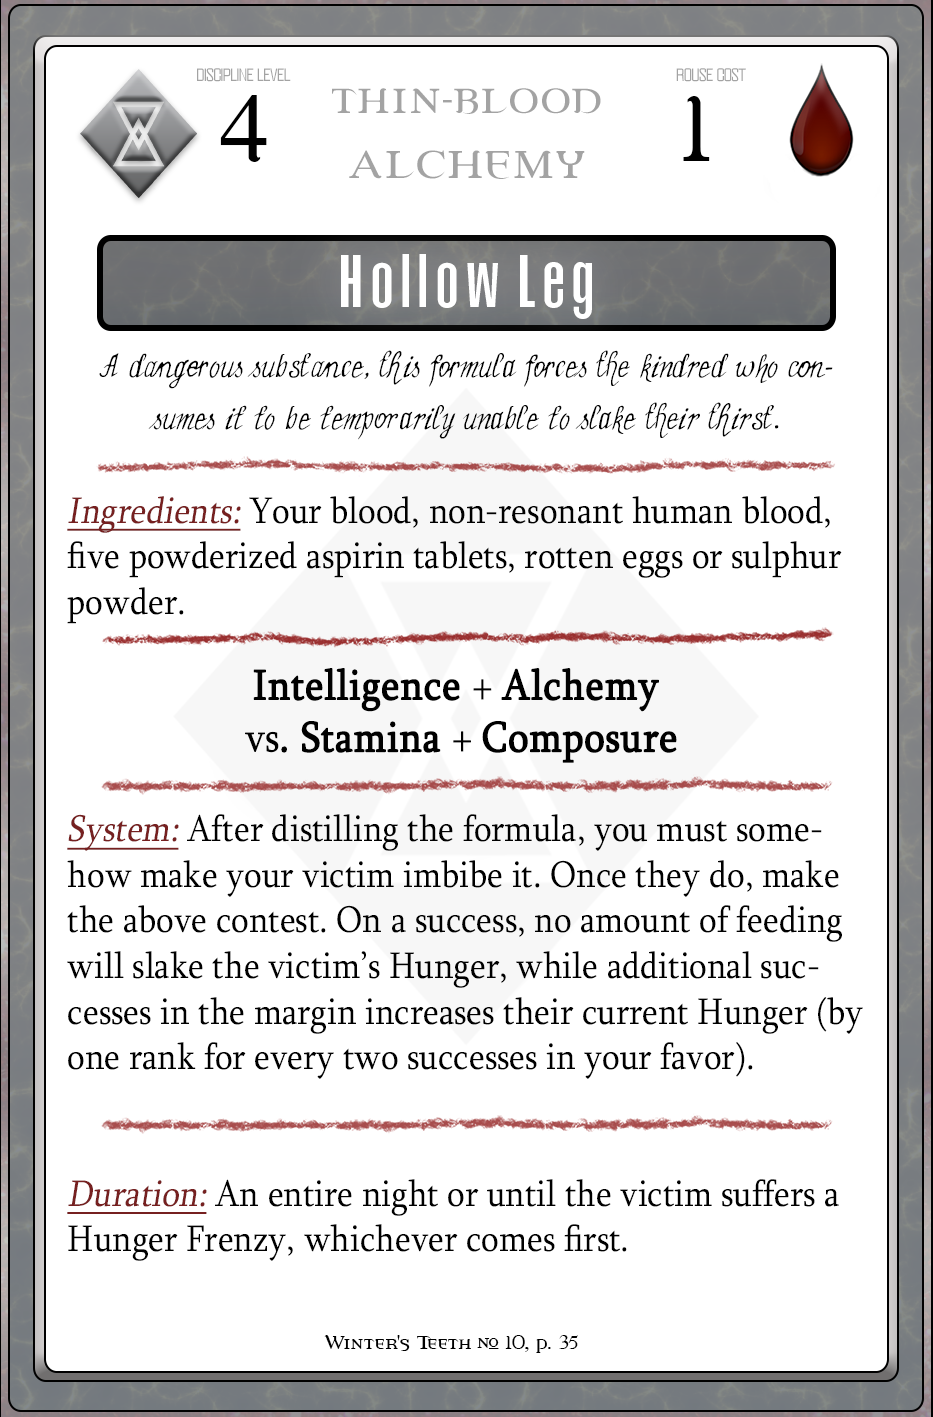 DISCIPLINE LEVEL
4
THIN-BLOOD
ALCHEMY
ROUSE COST
1
Hollow Leg
A dangerous substance, this formula forces the kindred who con-
sumes it to be temporarily unable to slake their thirst.
Ingredients: Your blood, non-resonant human blood,
five powderized aspirin tablets, rotten eggs or sulphur
powder.
Intelligence + Alchemy
vs. Stamina + Composure
System: After distilling the formula, you must some-
how make your victim imbibe it. Once they do, make
the above contest. On a success, no amount of feeding
will slake the victim's Hunger, while additional suc-
cesses in the margin increases their current Hunger (by
one rank for every two successes in your favor).
Duration: An entire night or until the victim suffers a
Hunger Frenzy, whichever comes first.
Winter's Teeth № 10, p. 35